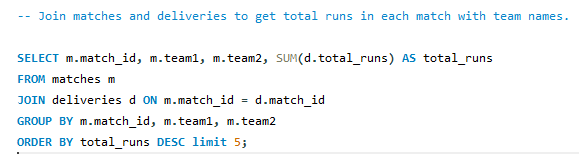 -- Join matches and deliveries to get total runs in each match with team names.
SELECT m.match_id, m.team1, m.team2, SUM(d.total_runs) AS total_runs
FROM matches m
JOIN deliveries d ON m.match_id = d.match_id
GROUP BY m.match_id, m.team1, m.team2
ORDER BY total_runs DESC limit 5;